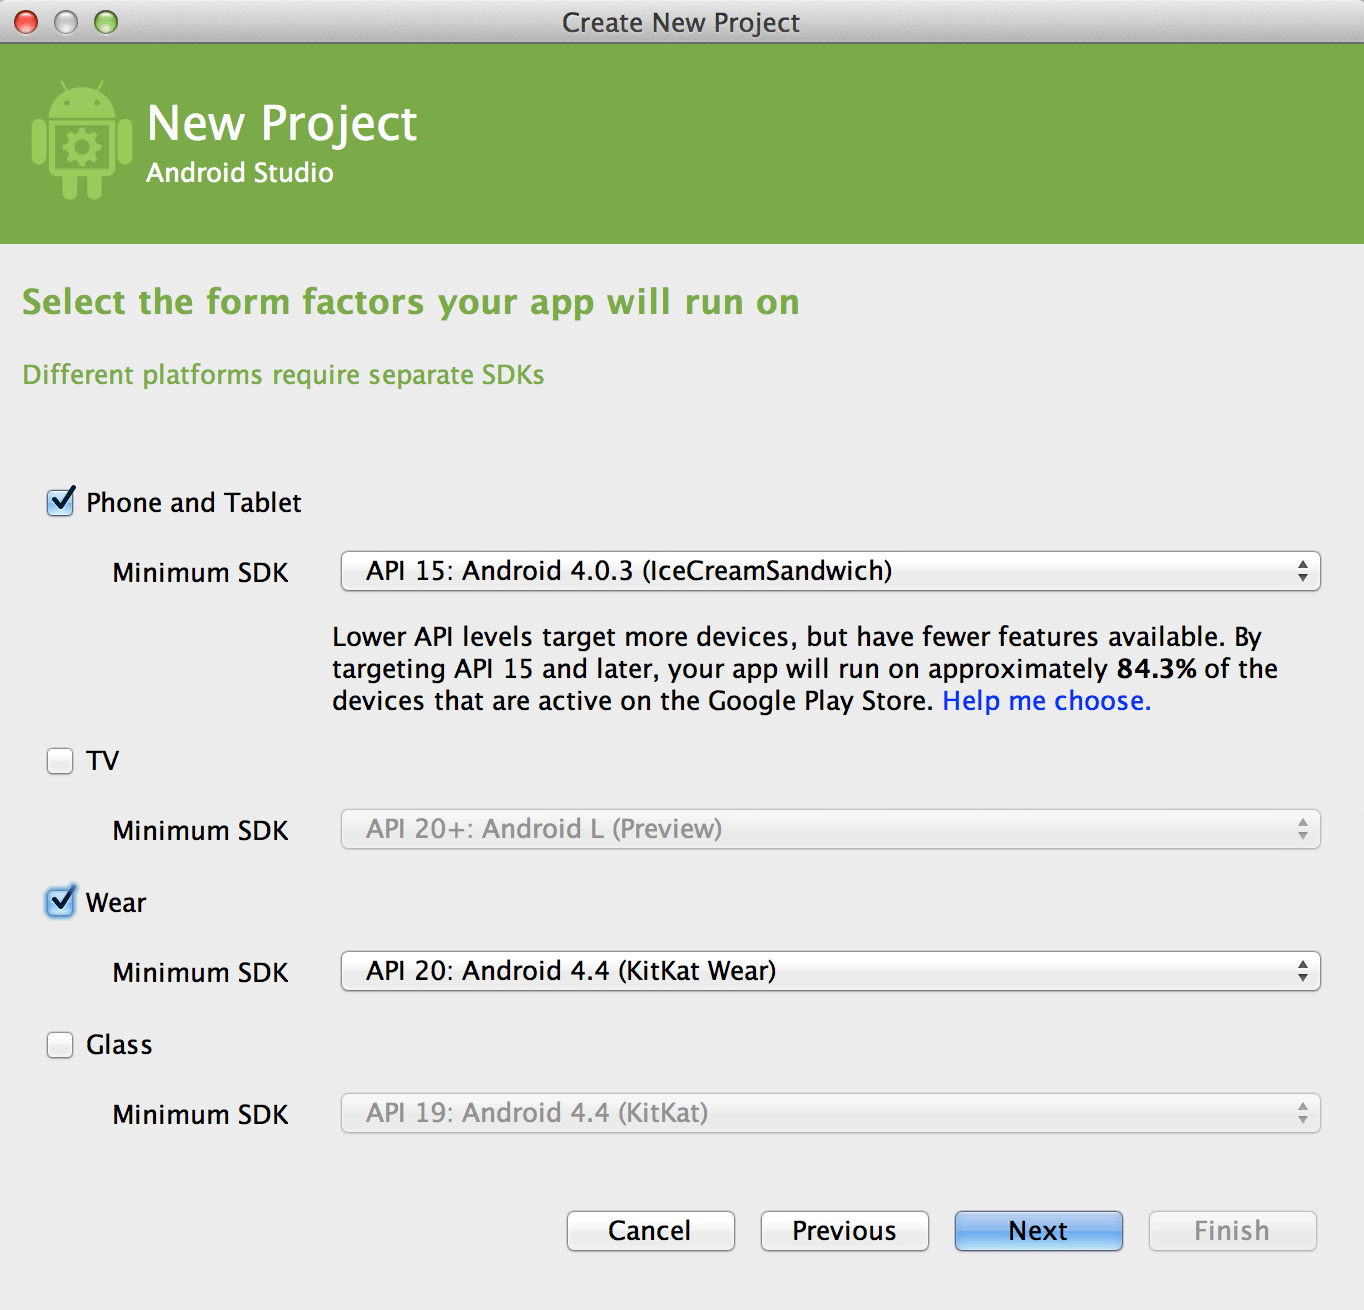 Create New Project
New Project
Android Studio
Select the form factors your app will run on
Different platforms require separate SDKs
Phone and Tablet
Minimum SDK API 15: Android 4.0.3 (IceCreamSandwich)
Lower API levels target more devices, but have fewer features available. By
targeting API 15 and later, your app will run on approximately 84.3% of the
devices that are active on the Google Play Store. Help me choose.
TV
Minimum SDK API 20+: Android L (Preview)
Wear
Minimum SDK API 20: Android 4.4 (KitKat Wear)
Glass
Minimum SDK API 19: Android 4.4 (KitKat)
Cancel Previous Next Finish